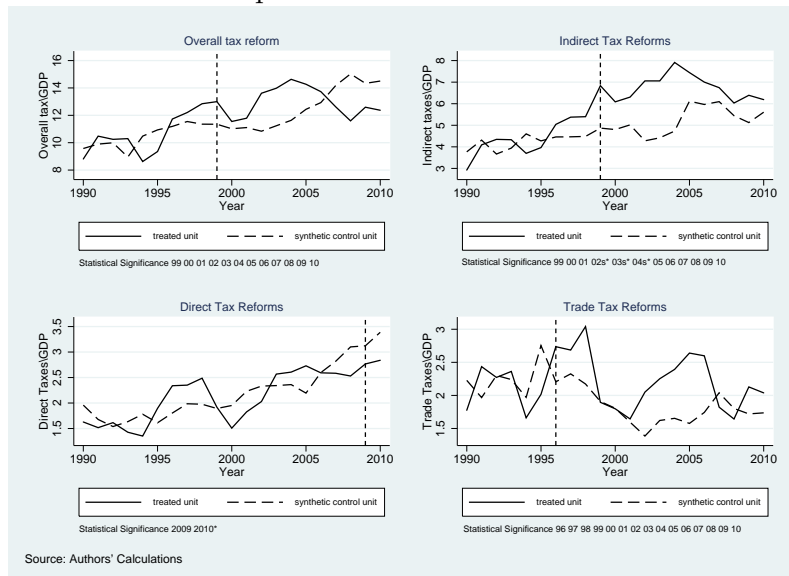 Overall tax reform
Overall tax\GDP
16
14
12
10
8
1990 1995 2000 2005 2010
Year
treated unit synthetic control unit
Statistical Significance 99 00 01 02 03 04 05 06 07 08 09 10
Indirect Tax Reforms
Indirect taxes\GDP
8
7
6
5
4
3
1990 1995 2000 2005 2010
Year
treated unit synthetic control unit
Statistical Significance 99 00 01 02s* 03s* 04s* 05 06 07 08 09 10
Direct Tax Reforms
Direct Taxes\GDP
3.5
3
2.5
2
1.5
1990 1995 2000 2005 2010
Year
treated unit synthetic control unit
Statistical Significance 2009 2010*
Trade Tax Reforms
Trade Taxes\GDP
3
2.5
2
1.5
1990 1995 2000 2005 2010
Year
treated unit synthetic control unit
Statistical Significance 96 97 98 99 00 01 02 03 04 05 06 07 08 09 10
Source: Authors' Calculations